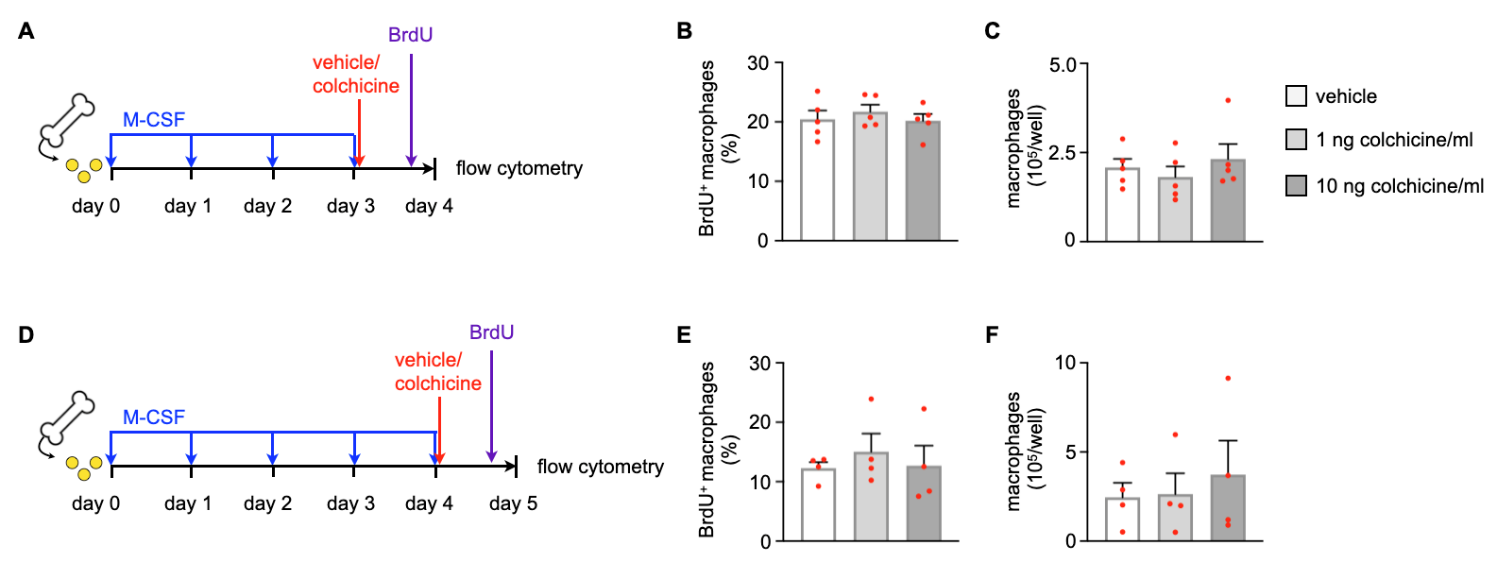 A
BrdU
vehicle/
colchicine
M-CSF
flow cytometry
day 0 day 1 day 2 day 3 day 4
B
BrdU⁺ macrophages
(%)
30
20
10
0
C
macrophages
(10⁵/well)
5.0
2.5
0
vehicle
1 ng colchicine/ml
10 ng colchicine/ml
D
BrdU
vehicle/
colchicine
M-CSF
flow cytometry
day 0 day 1 day 2 day 3 day 4 day 5
E
BrdU⁺ macrophages
(%)
30
20
10
0
F
macrophages
(10⁵/well)
10
5
0